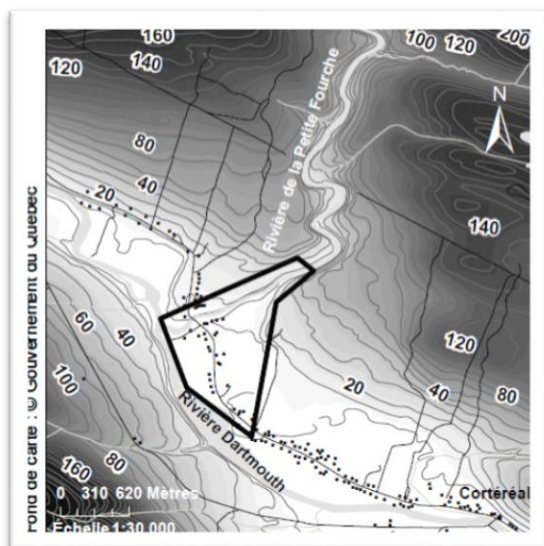 160
100
120
200
120
140
N
Rivière de la Petite Fourche
80
40
20
140
60
40
120
100
20
40
80
Rivière Dartmouth
80
160
0 310 620 Mètres
Cortéréal
Échelle 1:30 000
Fond de carte : © Gouvernement du Québec